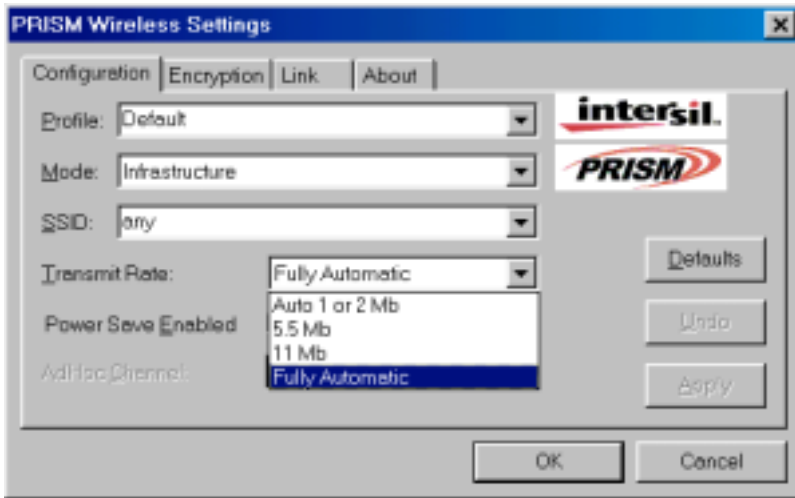 PRISM Wireless Settings
Configuration Encryption Link About
Profile: Default
intersil.
Mode: Infrastructure
PRISM
SSID: any
Transmit Rate: Fully Automatic
Defaults
Auto 1 or 2 Mb
Power Save Enabled
5.5 Mb
Undo
11 Mb
AdHoc Channel:
Fully Automatic
Apply
OK Cancel